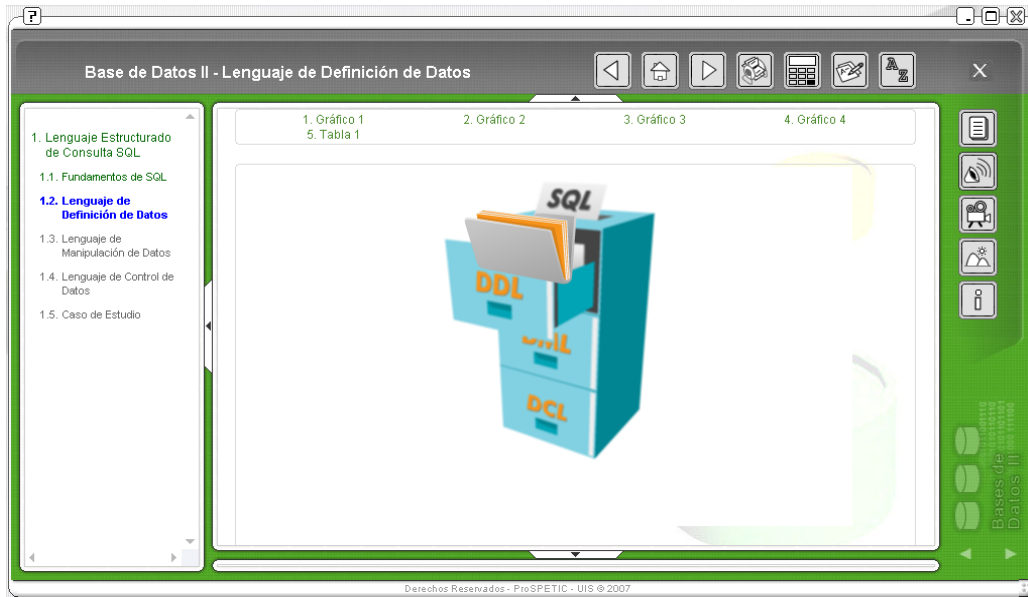 ?
Base de Datos II - Lenguaje de Definición de Datos
A
Z
X
1. Lenguaje Estructurado
de Consulta SQL
1.1. Fundamentos de SQL
1.2. Lenguaje de
Definición de Datos
1.3. Lenguaje de
Manipulación de Datos
1.4. Lenguaje de Control de
Datos
1.5. Caso de Estudio
1. Gráfico 1
2. Gráfico 2
3. Gráfico 3
4. Gráfico 4
5. Tabla 1
SQL
DDL
DML
DCL
i
Bases de
Datos II
Derechos Reservados - ProSPETIC - UIS © 2007